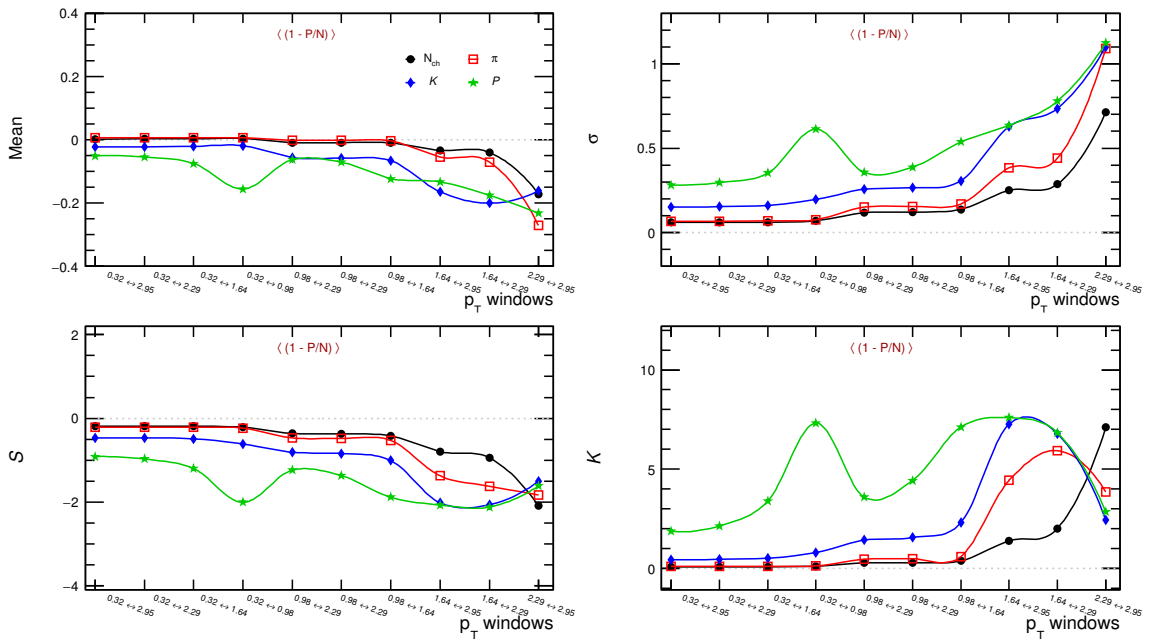 ⟨ (1 - P/N) ⟩
N_ch
π
K
P
Mean
0.4
0.2
0
−0.2
−0.4
0.32 ↔ 2.95
0.32 ↔ 2.29
0.32 ↔ 1.64
0.32 ↔ 0.98
0.98 ↔ 2.95
0.98 ↔ 2.29
0.98 ↔ 1.64
1.64 ↔ 2.95
1.64 ↔ 2.29
2.29 ↔ 2.95
p_T windows
⟨ (1 - P/N) ⟩
σ
1
0.5
0
0.32 ↔ 2.95
0.32 ↔ 2.29
0.32 ↔ 1.64
0.32 ↔ 0.98
0.98 ↔ 2.95
0.98 ↔ 2.29
0.98 ↔ 1.64
1.64 ↔ 2.95
1.64 ↔ 2.29
2.29 ↔ 2.95
p_T windows
⟨ (1 - P/N) ⟩
S
2
0
−2
−4
0.32 ↔ 2.95
0.32 ↔ 2.29
0.32 ↔ 1.64
0.32 ↔ 0.98
0.98 ↔ 2.95
0.98 ↔ 2.29
0.98 ↔ 1.64
1.64 ↔ 2.95
1.64 ↔ 2.29
2.29 ↔ 2.95
p_T windows
⟨ (1 - P/N) ⟩
K
10
5
0
0.32 ↔ 2.95
0.32 ↔ 2.29
0.32 ↔ 1.64
0.32 ↔ 0.98
0.98 ↔ 2.95
0.98 ↔ 2.29
0.98 ↔ 1.64
1.64 ↔ 2.95
1.64 ↔ 2.29
2.29 ↔ 2.95
p_T windows